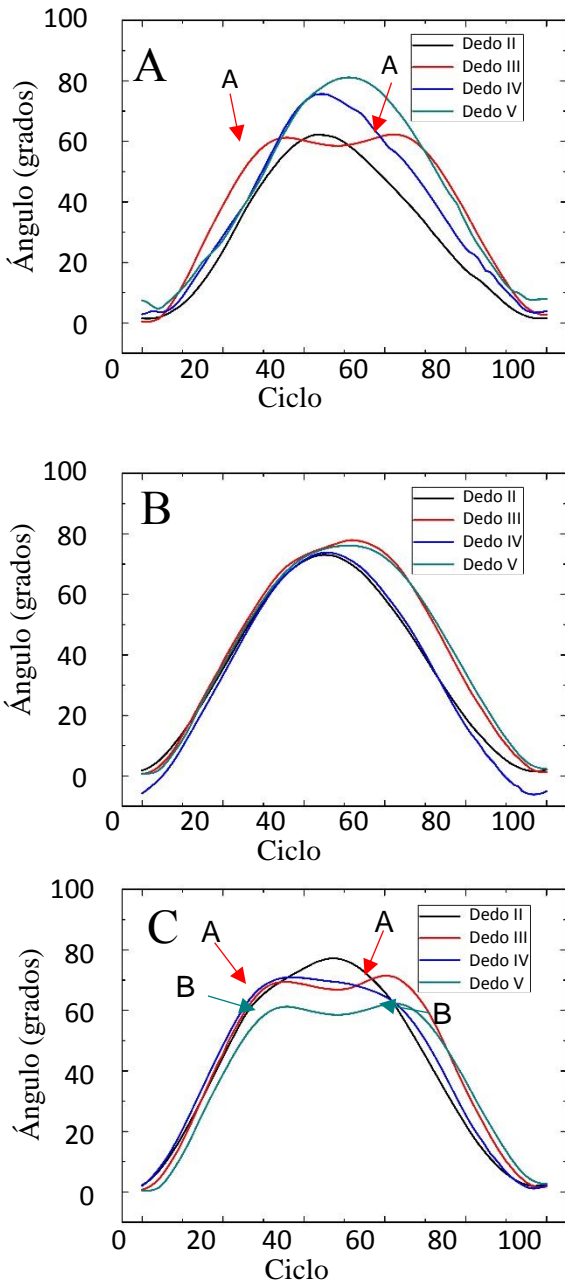 A
A
A
Dedo II
Dedo III
Dedo IV
Dedo V
Ángulo (grados)
100
80
60
40
20
0
0 20 40 60 80 100
Ciclo
B
Dedo II
Dedo III
Dedo IV
Dedo V
Ángulo (grados)
100
80
60
40
20
0
0 20 40 60 80 100
Ciclo
C
A
A
B
B
Dedo II
Dedo III
Dedo IV
Dedo V
Ángulo (grados)
100
80
60
40
20
0
0 20 40 60 80 100
Ciclo